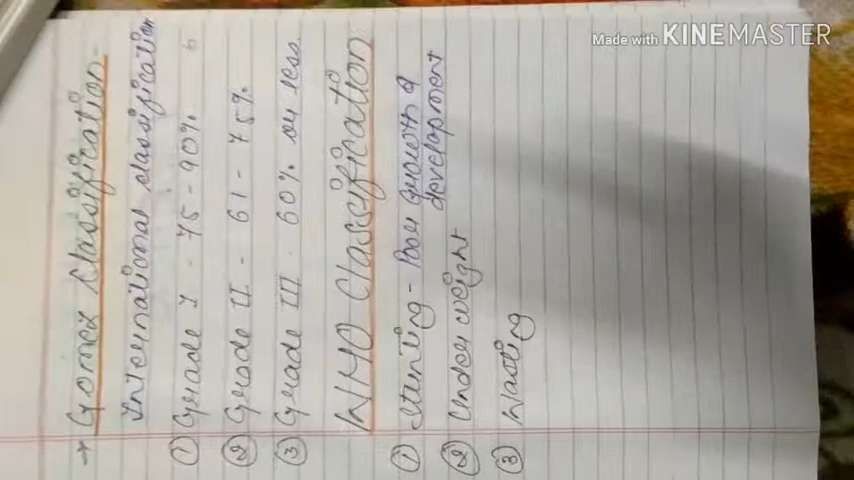 Made with KINEMASTER
→ Gomez Classification-
International classification
① Grade I - 75-90%
② Grade II - 61 - 75%
③ Grade III - 60% or less
WHO Classification
① Stunting - Poor growth &
development
② Under weight
③ Wasting